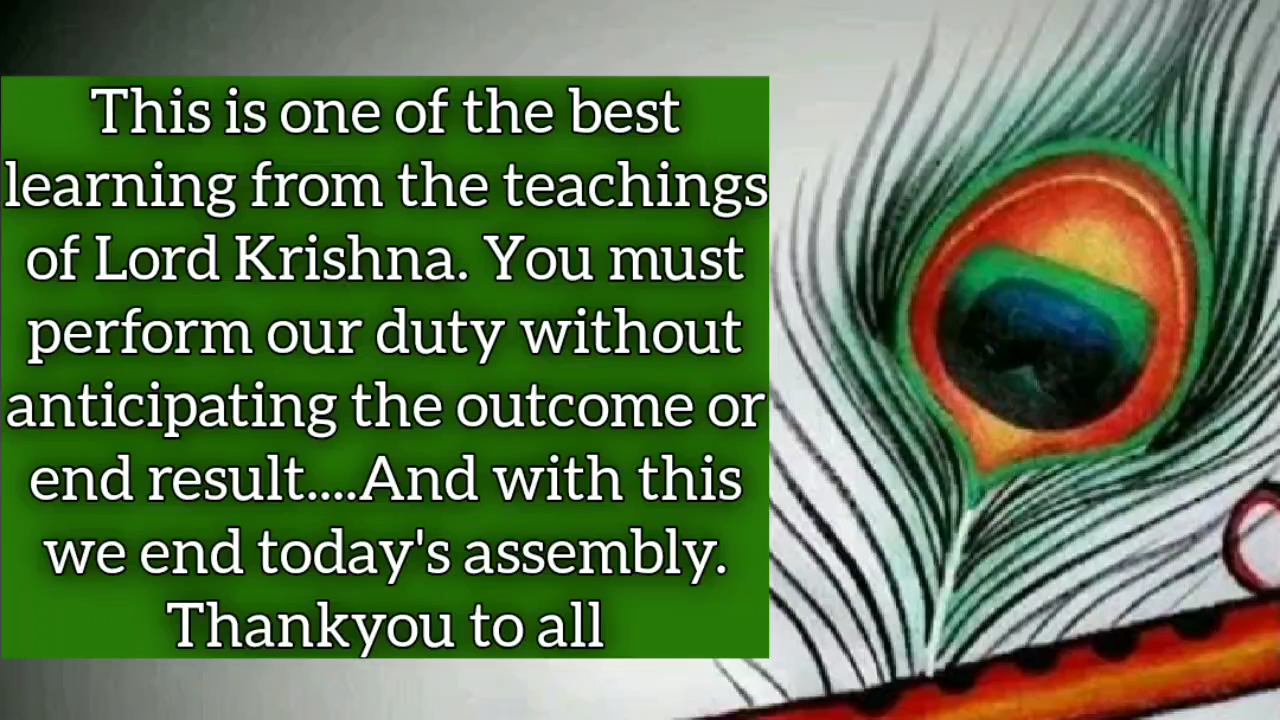 This is one of the best
learning from the teachings
of Lord Krishna. You must
perform our duty without
anticipating the outcome or
end result....And with this
we end today's assembly.
Thankyou to all